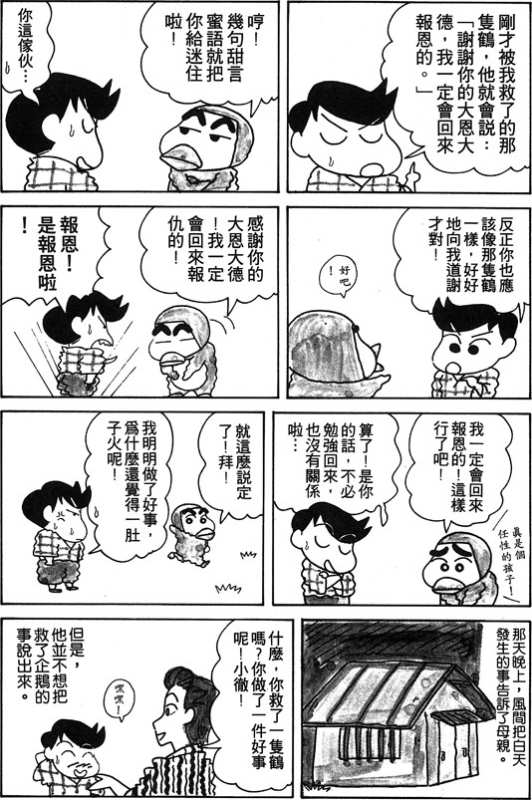 剛才被我救了的那
隻鶴，他就會說：
「謝謝你的大恩大
德，我一定會回來
報恩的。」
哼！
幾句甜言
蜜語就把
你給迷住
啦！
你這傢伙…
反正你也應
該像那隻鶴
一樣，好好
地向我道謝
才對！
好吧
！
感謝你的
大恩大德
！我一定
會回來報
仇的！
報恩！
是報恩啦
！
我一定會回來
報恩的！這樣
行了吧！
真是個
任性的孩子！
算了！是你
的話，不必
勉強回來，
也沒有關係
啦…
就這麼說定
了！拜！
我明明做了好事，
為什麼還覺得一肚
子火呢！
那天晚上，風間把白天
發生的事告訴了母親。
什麼，你救了一隻鶴
嗎？你做了一件好事
呢！小徹！
嘿嘿！
但是，
他並不想把
救了企鵝的
事說出來。